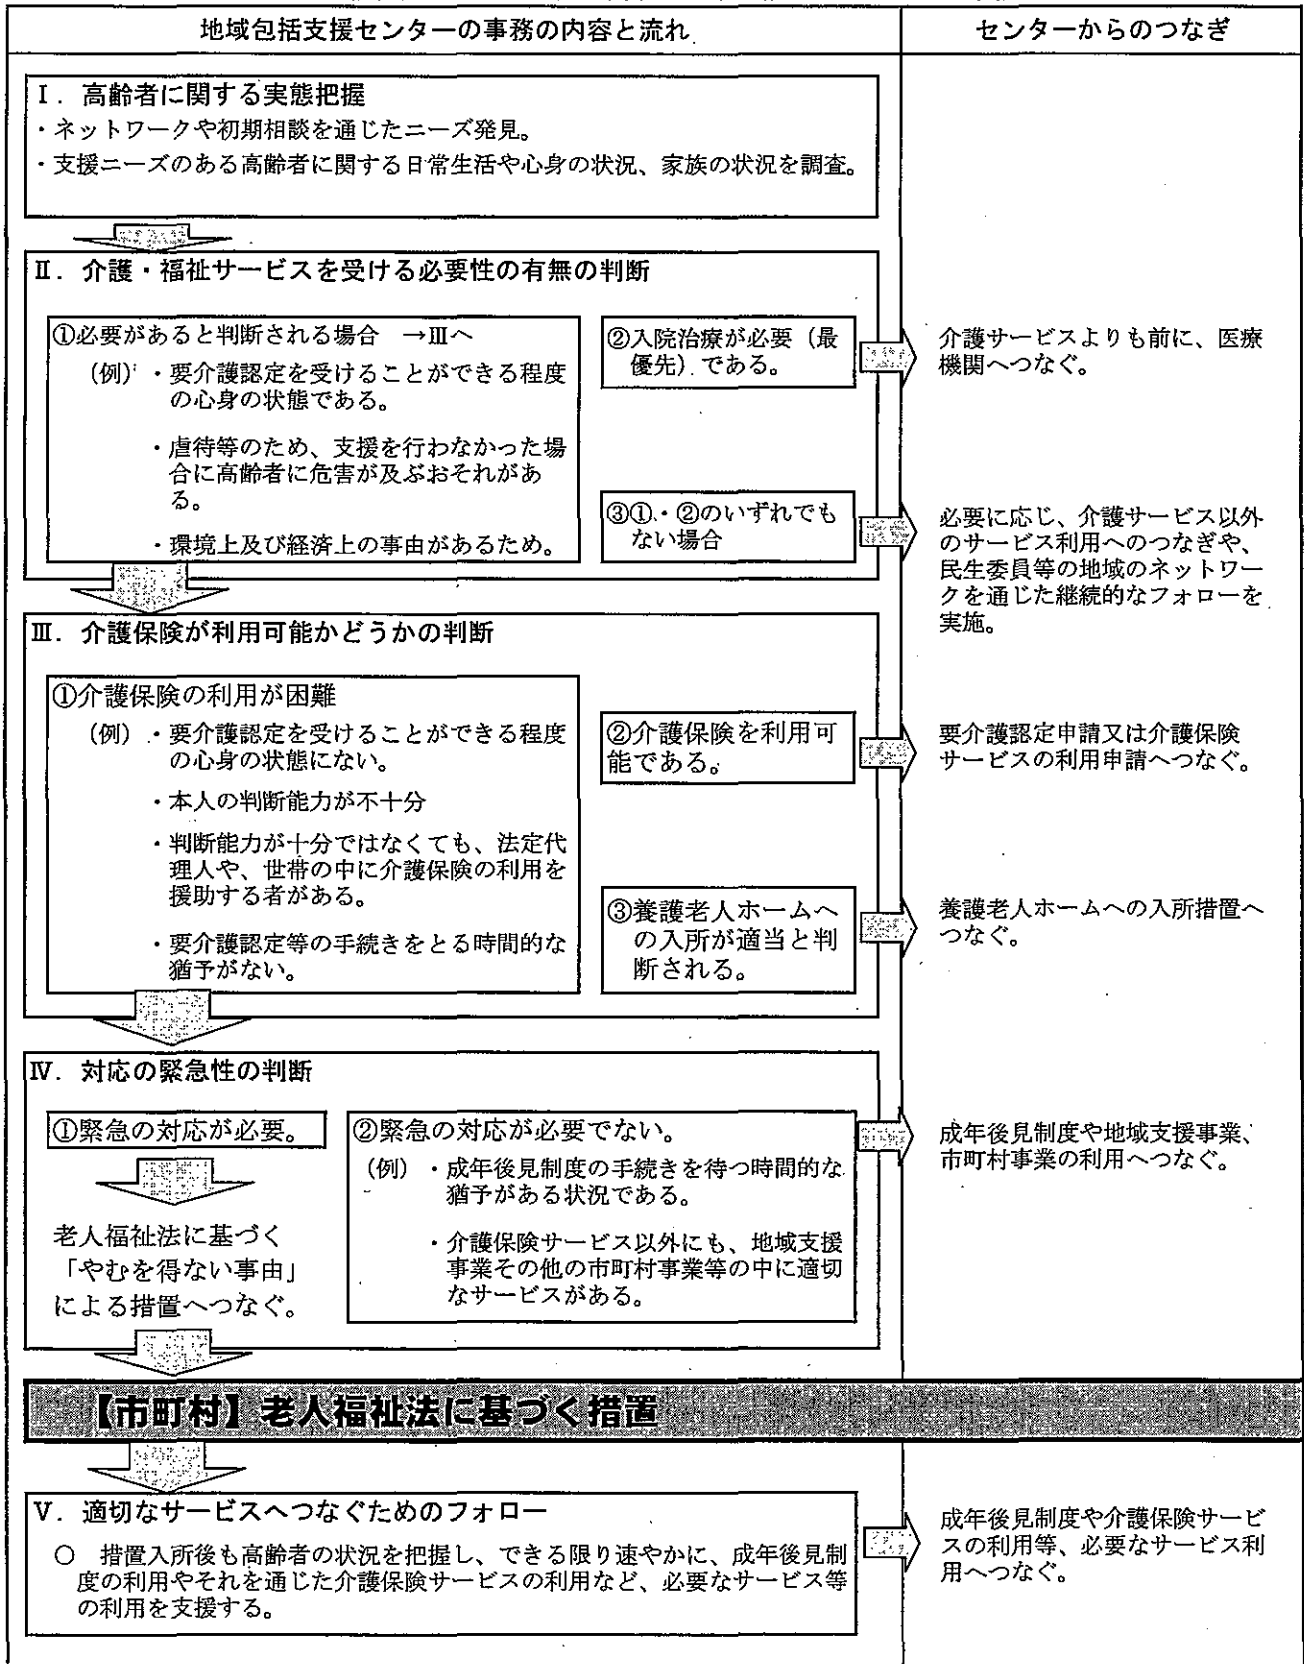 地域包括支援センターの事務の内容と流れ
センターからのつなぎ
Ⅰ．高齢者に関する実態把握
・ネットワークや初期相談を通じたニーズ発見。
・支援ニーズのある高齢者に関する日常生活や心身の状況、家族の状況を調査。
Ⅱ．介護・福祉サービスを受ける必要性の有無の判断
①必要があると判断される場合　→Ⅲへ
（例）・要介護認定を受けることができる程度
の心身の状態である。
・虐待等のため、支援を行わなかった場
合に高齢者に危害が及ぶおそれがあ
る。
・環境上及び経済上の事由があるため。
②入院治療が必要（最
優先）である。
介護サービスよりも前に、医療
機関へつなぐ。
③①・②のいずれでも
ない場合
必要に応じ、介護サービス以外
のサービス利用へのつなぎや、
民生委員等の地域のネットワー
クを通じた継続的なフォローを
実施。
Ⅲ．介護保険が利用可能かどうかの判断
①介護保険の利用が困難
（例）・要介護認定を受けることができる程度
の心身の状態にない。
・本人の判断能力が不十分
・判断能力が十分ではなくても、法定代
理人や、世帯の中に介護保険の利用を
援助する者がある。
・要介護認定等の手続きをとる時間的な
猶予がない。
②介護保険を利用可
能である。
要介護認定申請又は介護保険
サービスの利用申請へつなぐ。
③養護老人ホームへ
の入所が適当と判
断される。
養護老人ホームへの入所措置へ
つなぐ。
Ⅳ．対応の緊急性の判断
①緊急の対応が必要。
老人福祉法に基づく
「やむを得ない事由」
による措置へつなぐ。
②緊急の対応が必要でない。
（例）・成年後見制度の手続きを待つ時間的な
猶予がある状況である。
・介護保険サービス以外にも、地域支援
事業その他の市町村事業等の中に適切
なサービスがある。
成年後見制度や地域支援事業、
市町村事業の利用へつなぐ。
【市町村】老人福祉法に基づく措置
Ⅴ．適切なサービスへつなぐためのフォロー
○　措置入所後も高齢者の状況を把握し、できる限り速やかに、成年後見制
度の利用やそれを通じた介護保険サービスの利用など、必要なサービス等
の利用を支援する。
成年後見制度や介護保険サービ
スの利用等、必要なサービス利
用へつなぐ。